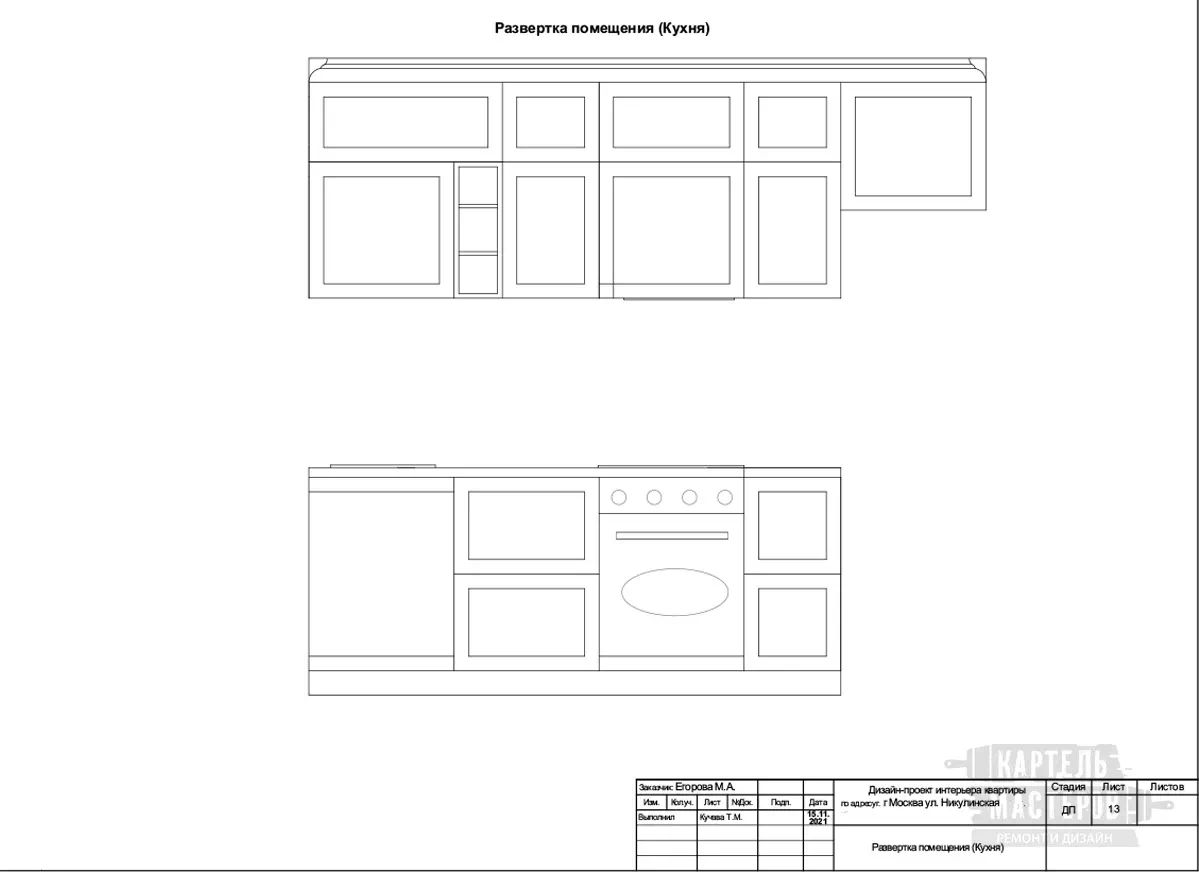 Развертка помещения (Кухня)
Заказчик: Егорова М.А.
Изм. Кол.уч. Лист №Док. Подп. Дата
Выполнил Кучева Т.М. 15.11.
2021
Дизайн-проект интерьера квартиры
по адресу: г Москва ул. Никулинская
Стадия Лист Листов
ДП 13
Развертка помещения (Кухня)
КАРТЕЛЬ
МАСТЕРОВ
РЕМОНТ И ДИЗАЙН